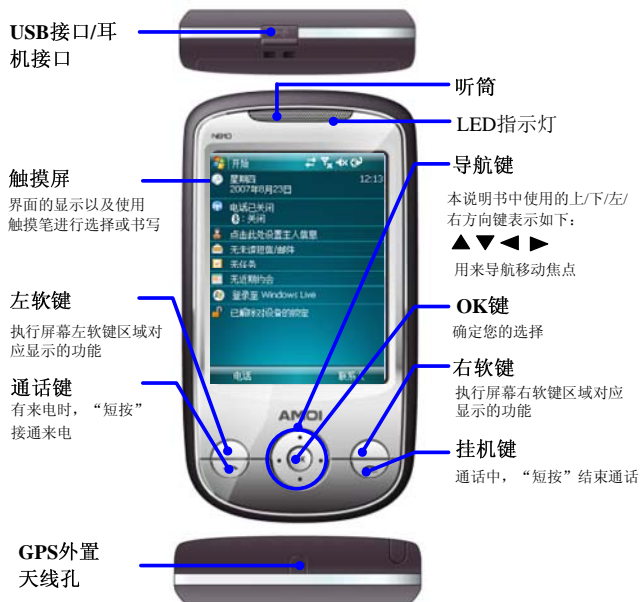 USB接口/耳
机接口
听筒
LED指示灯
导航键
本说明书中使用的上/下/左/
右方向键表示如下:
▲▼◀ ▶
用来导航移动焦点
触摸屏
界面的显示以及使用
触摸笔进行选择或书写
NEMO
开始
星期四
2007年8月23日
12:13
电话已关闭
: 关闭
点击此处设置主人信息
无未读短信/邮件
无任务
无近期约会
登录至 Windows Live
已解除对设备的锁定
电话
联系
AMOI
左软键
执行屏幕左软键区域对
应显示的功能
OK键
确定您的选择
右软键
执行屏幕右软键区域对应
显示的功能
通话键
有来电时，“短按”
接通来电
挂机键
通话中，“短按”结束通话
GPS外置
天线孔